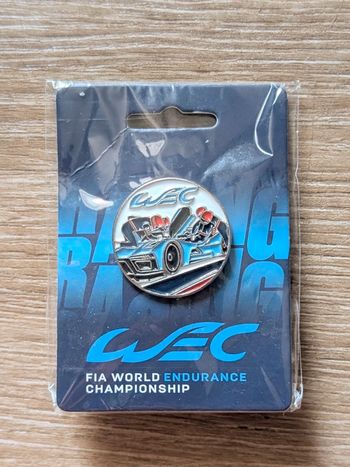 WEC
RACING
RACING
WEC
FIA WORLD ENDURANCE
CHAMPIONSHIP